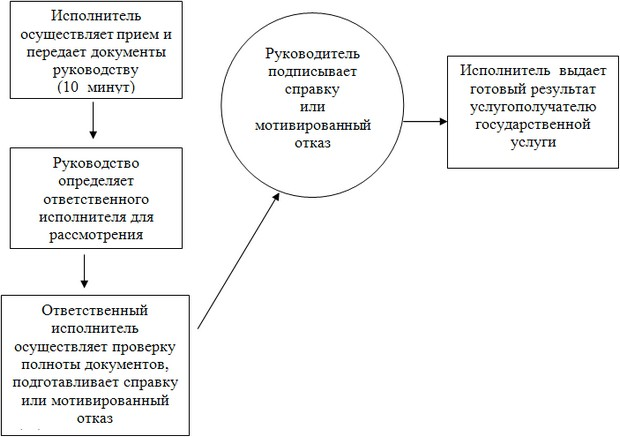 Исполнитель
осуществляет прием и
передает документы
руководству
(10 минут)
Руководство
определяет
ответственного
исполнителя для
рассмотрения
Ответственный
исполнитель
осуществляет проверку
полноты документов,
подготавливает справку
или мотивированный
отказ
Руководитель
подписывает
справку
или
мотивированный
отказ
Исполнитель выдает
готовый результат
услугополучателю
государственной
услуги